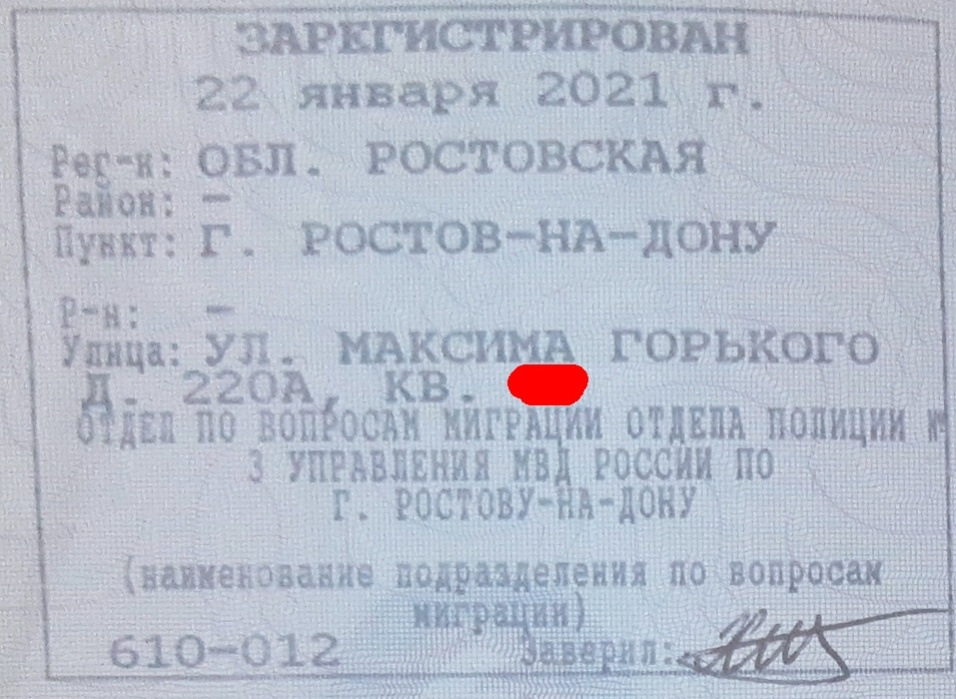 ЗАРЕГИСТРИРОВАН
22 января 2021 г.
Рег-н: ОБЛ. РОСТОВСКАЯ
Район: –
Пункт: Г. РОСТОВ-НА-ДОНУ
Р-н: –
Улица: УЛ. МАКСИМА ГОРЬКОГО
Д. 220А, КВ.
ОТДЕЛ ПО ВОПРОСАМ МИГРАЦИИ ОТДЕЛА ПОЛИЦИИ №
3 УПРАВЛЕНИЯ МВД РОССИИ ПО
Г. РОСТОВУ-НА-ДОНУ
(наименование подразделения по вопросам
миграции)
610-012 Заверил: